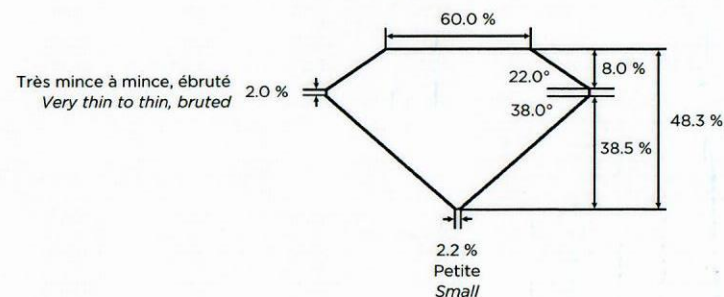 60.0 %
Très mince à mince, ébruté
Very thin to thin, bruted
2.0 %
22.0°
38.0°
8.0 %
38.5 %
48.3 %
2.2 %
Petite
Small